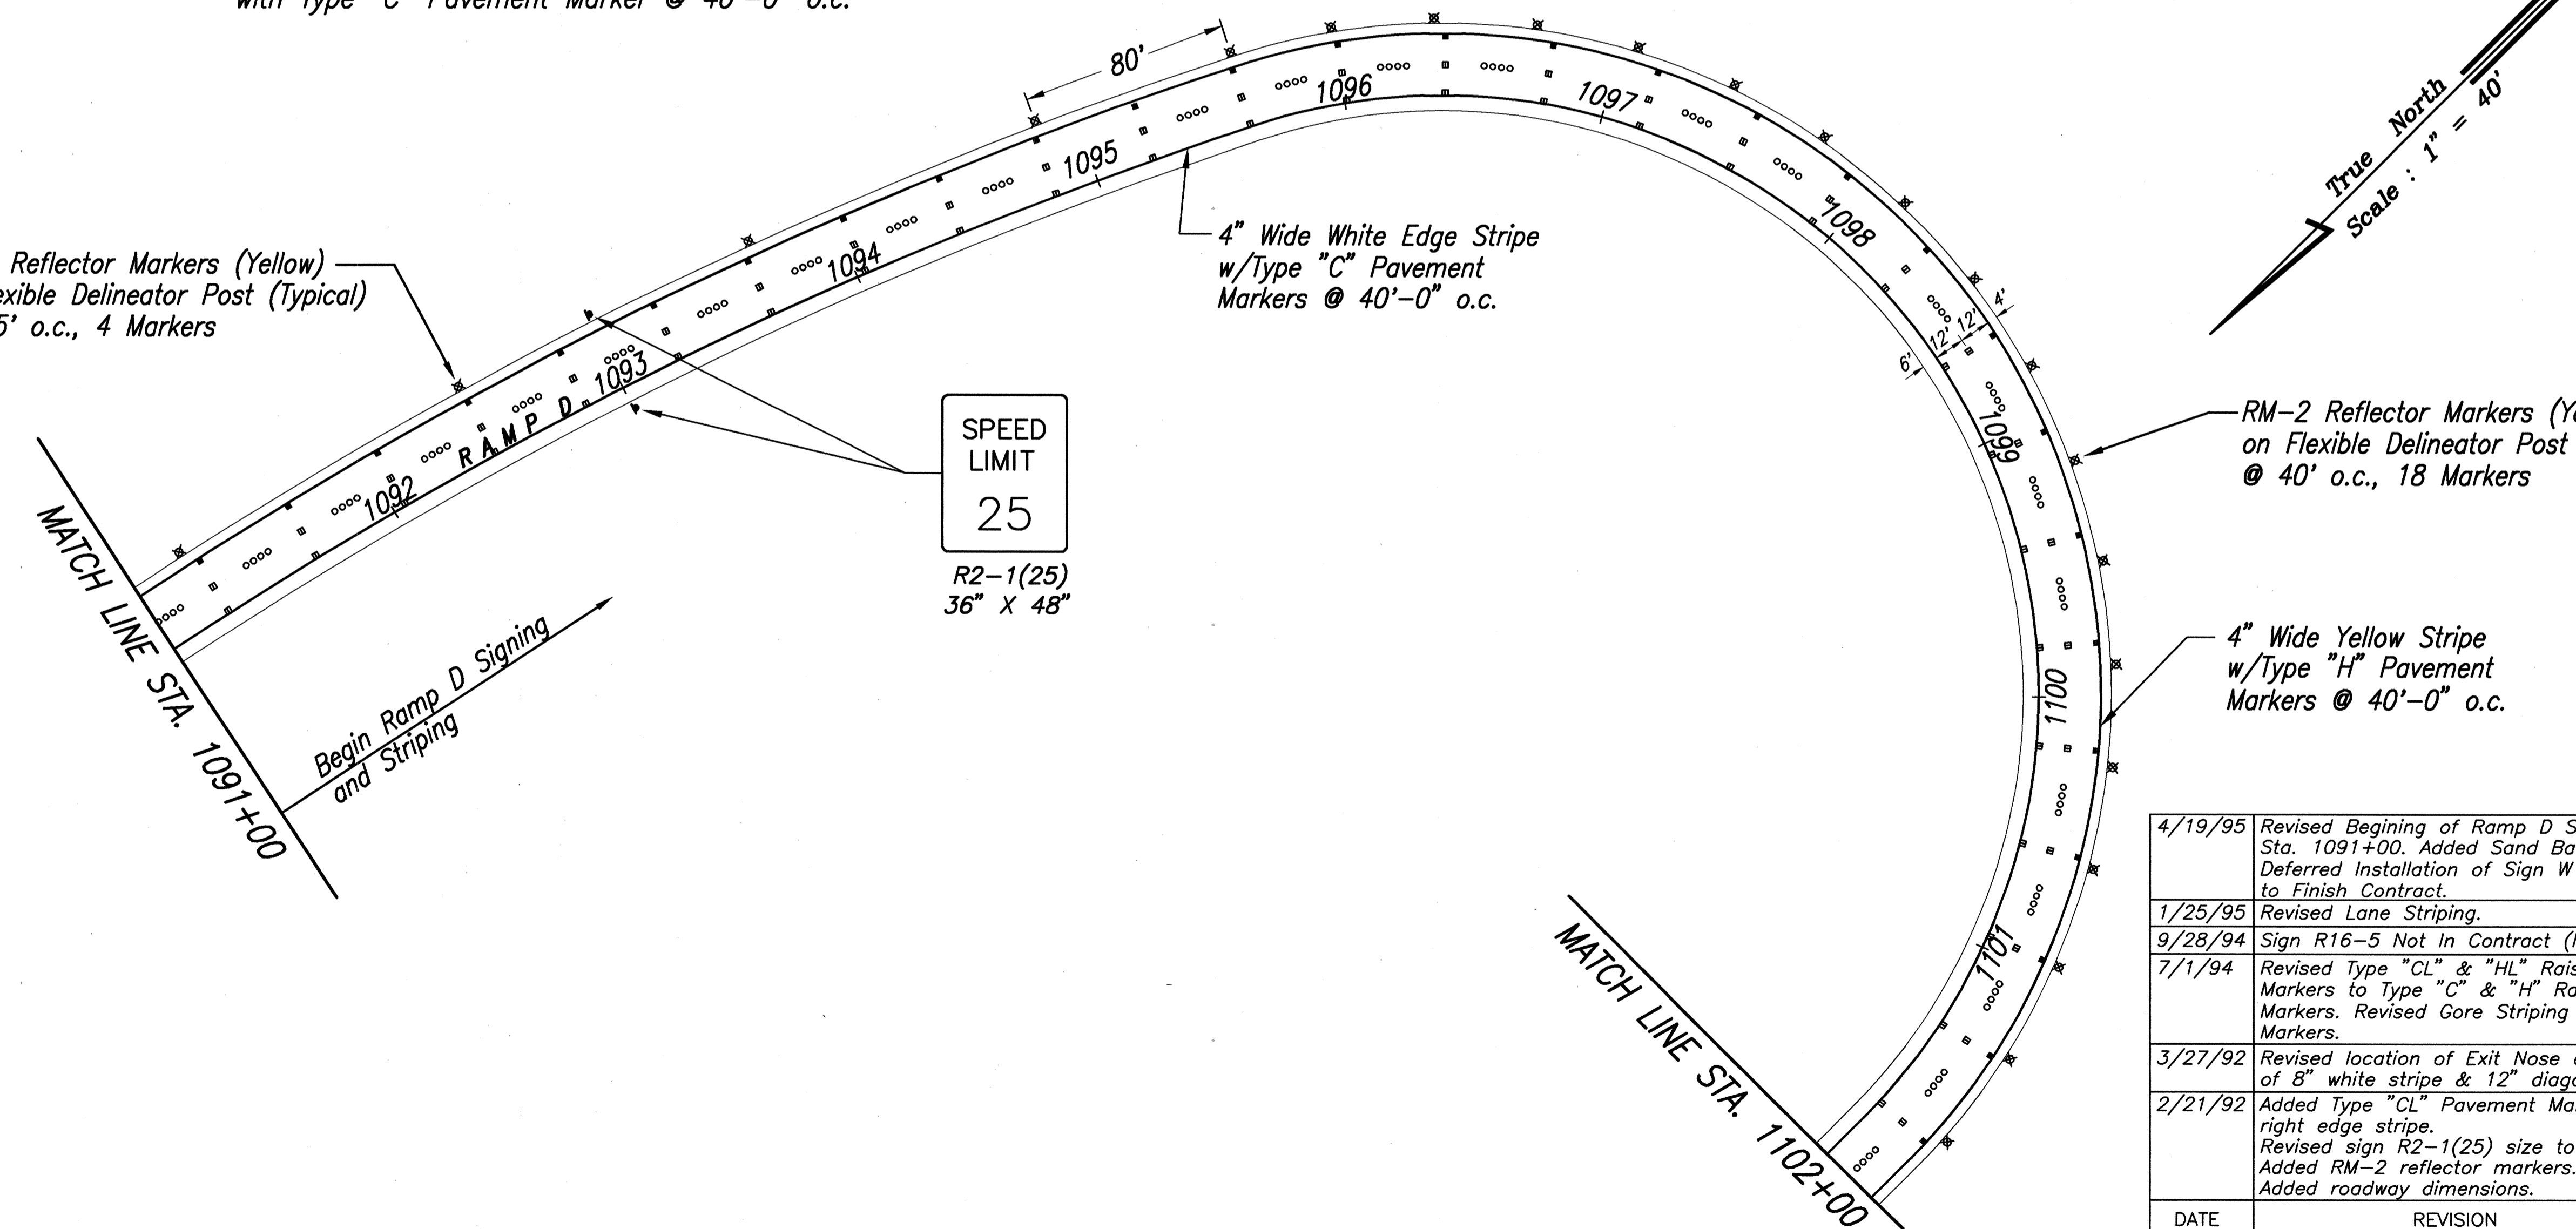 with Type "C" Pavement Marker @ 40'-0" o.c.
80'
1092
1093
1094
1095
1096
1097
1098
1099
1100
1101
RAMP D
Reflector Markers (Yellow)
Delineator Post (Typical)
o.c., 4 Markers
4" Wide White Edge Stripe
w/Type "C" Pavement
Markers @ 40'-0" o.c.
SPEED
LIMIT
25
R2-1(25)
36" X 48"
MATCH LINE STA. 1091+00
Begin Ramp D Signing
and Striping
6'
12'
12'
4'
True North
Scale : 1" = 40'
RM-2 Reflector Markers
on Flexible Delineator Post
@ 40' o.c., 18 Markers
4" Wide Yellow Stripe
w/Type "H" Pavement
Markers @ 40'-0" o.c.
MATCH LINE STA. 1102+00
4/19/95 Revised Begining of Ramp D
Sta. 1091+00. Added Sand
Deferred Installation of Sign
to Finish Contract.
1/25/95 Revised Lane Striping.
9/28/94 Sign R16-5 Not In Contract
7/1/94 Revised Type "CL" & "HL"
Markers to Type "C" & "H"
Markers. Revised Gore Striping
Markers.
3/27/92 Revised location of Exit Nose
of 8" white stripe & 12"
2/21/92 Added Type "CL" Pavement
right edge stripe.
Revised sign R2-1(25) size to
Added RM-2 reflector markers.
Added roadway dimensions.
DATE REVISION